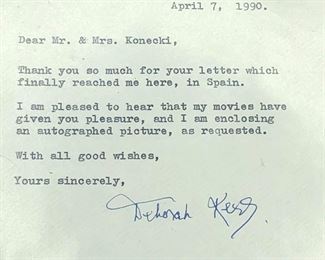 April 7, 1990.
Dear Mr. & Mrs. Konecki,
Thank you so much for your letter which
finally reached me here, in Spain.
I am pleased to hear that my movies have
given you pleasure, and I am enclosing
an autographed picture, as requested.
With all good wishes,
Yours sincerely,
Deborah Kerr.